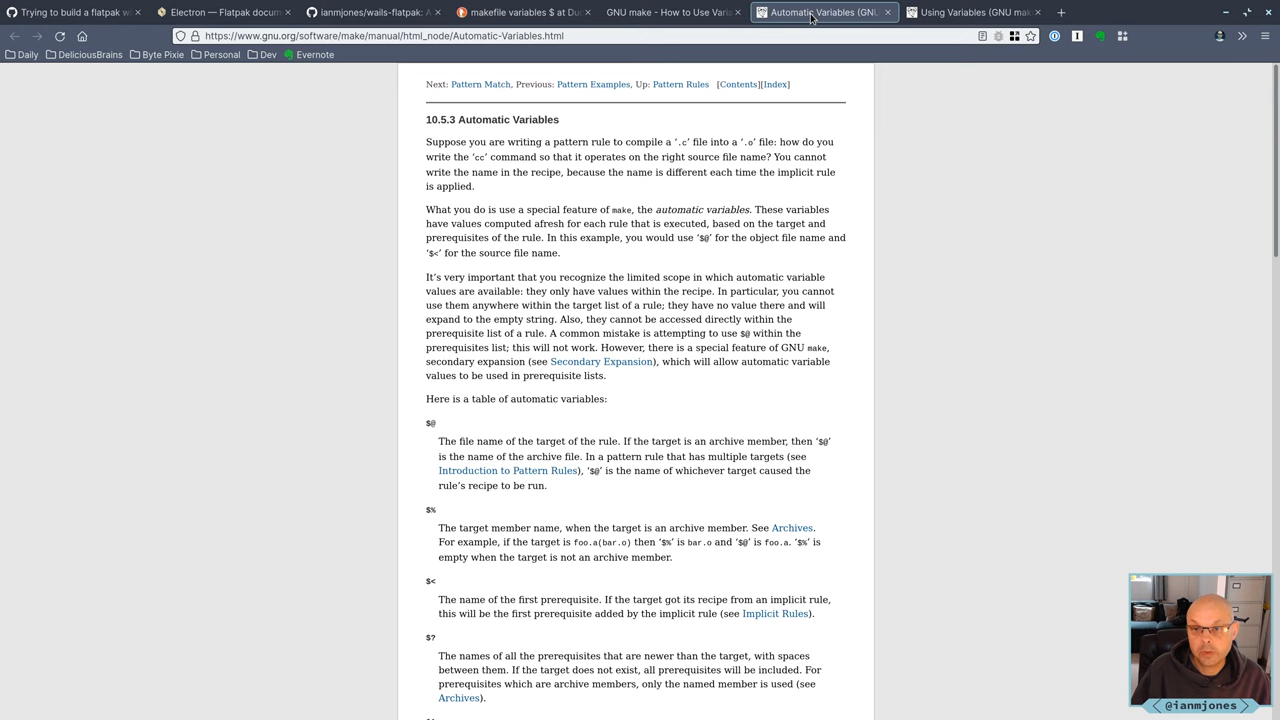 Trying to build a flatpak wi
Electron — Flatpak docum
ianmjones/wails-flatpak: A
makefile variables $ at Du
GNU make - How to Use Varia
Automatic Variables (GNU
Using Variables (GNU mak
https://www.gnu.org/software/make/manual/html_node/Automatic-Variables.html
Daily DeliciousBrains Byte Pixie Personal Dev Evernote
Next: Pattern Match, Previous: Pattern Examples, Up: Pattern Rules [Contents][Index]
10.5.3 Automatic Variables
Suppose you are writing a pattern rule to compile a ‘.c’ file into a ‘.o’ file: how do you
write the ‘cc’ command so that it operates on the right source file name? You cannot
write the name in the recipe, because the name is different each time the implicit rule
is applied.
What you do is use a special feature of make, the automatic variables. These variables
have values computed afresh for each rule that is executed, based on the target and
prerequisites of the rule. In this example, you would use ‘$@’ for the object file name and
‘$<’ for the source file name.
It’s very important that you recognize the limited scope in which automatic variable
values are available: they only have values within the recipe. In particular, you cannot
use them anywhere within the target list of a rule; they have no value there and will
expand to the empty string. Also, they cannot be accessed directly within the
prerequisite list of a rule. A common mistake is attempting to use $@ within the
prerequisites list; this will not work. However, there is a special feature of GNU make,
secondary expansion (see Secondary Expansion), which will allow automatic variable
values to be used in prerequisite lists.
Here is a table of automatic variables:
$@
The file name of the target of the rule. If the target is an archive member, then ‘$@’
is the name of the archive file. In a pattern rule that has multiple targets (see
Introduction to Pattern Rules), ‘$@’ is the name of whichever target caused the
rule’s recipe to be run.
$%
The target member name, when the target is an archive member. See Archives.
For example, if the target is foo.a(bar.o) then ‘$%’ is bar.o and ‘$@’ is foo.a. ‘$%’ is
empty when the target is not an archive member.
$<
The name of the first prerequisite. If the target got its recipe from an implicit rule,
this will be the first prerequisite added by the implicit rule (see Implicit Rules).
$?
The names of all the prerequisites that are newer than the target, with spaces
between them. If the target does not exist, all prerequisites will be included. For
prerequisites which are archive members, only the named member is used (see
Archives).
@ianmjones